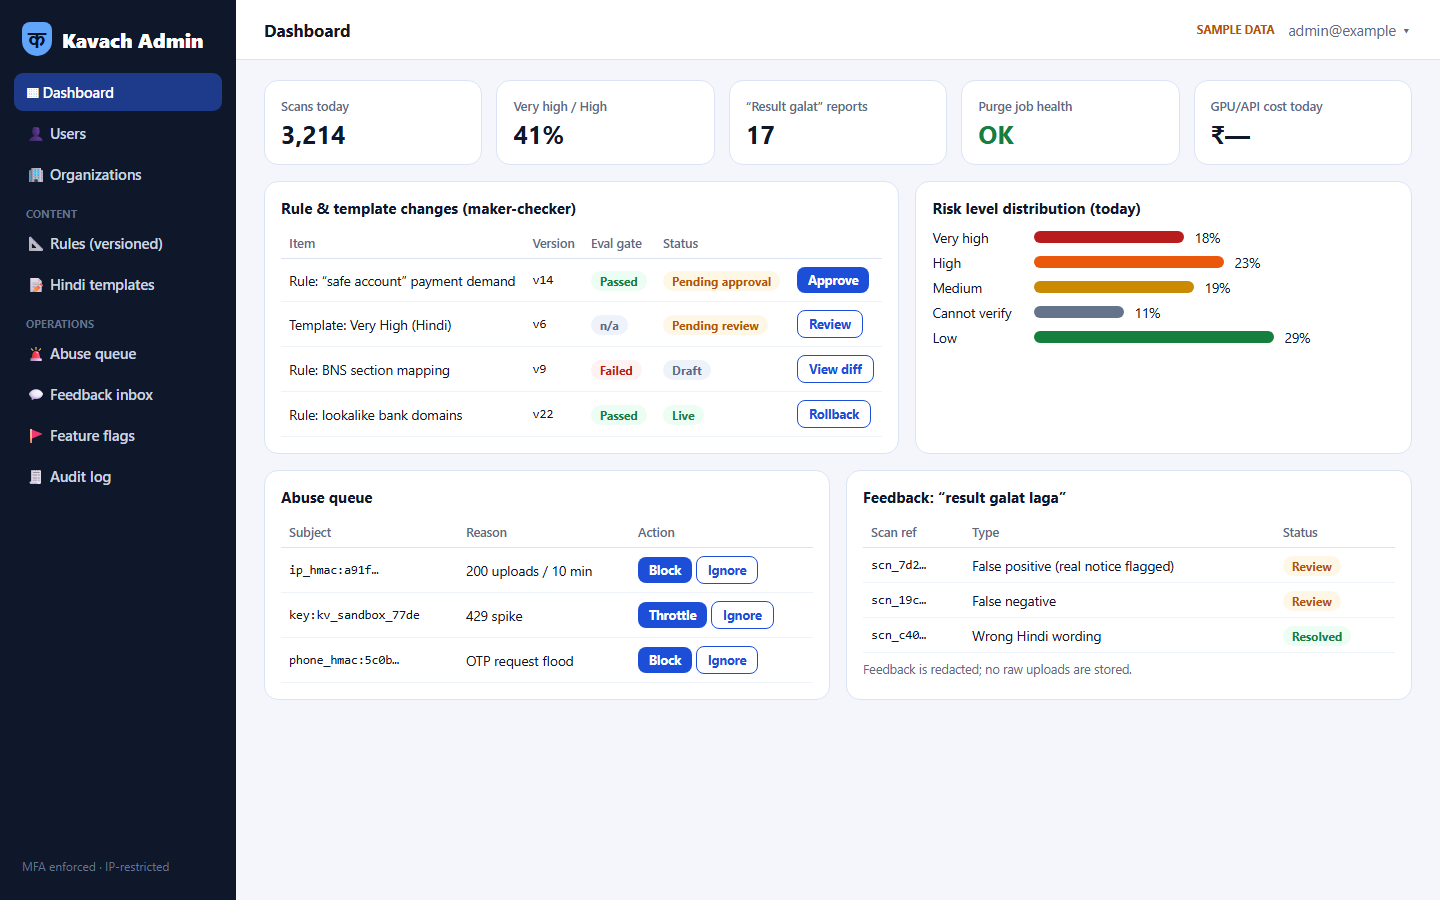 क Kavach Admin
Dashboard
Users
Organizations
CONTENT
Rules (versioned)
Hindi templates
OPERATIONS
Abuse queue
Feedback inbox
Feature flags
Audit log
MFA enforced · IP-restricted
Dashboard
SAMPLE DATA admin@example ▾
Scans today
3,214
Very high / High
41%
“Result galat” reports
17
Purge job health
OK
GPU/API cost today
₹—
Rule & template changes (maker-checker)
Item Version Eval gate Status
Rule: “safe account” payment demand v14 Passed Pending approval Approve
Template: Very High (Hindi) v6 n/a Pending review Review
Rule: BNS section mapping v9 Failed Draft View diff
Rule: lookalike bank domains v22 Passed Live Rollback
Risk level distribution (today)
Very high 18%
High 23%
Medium 19%
Cannot verify 11%
Low 29%
Abuse queue
Subject Reason Action
ip_hmac:a91f… 200 uploads / 10 min Block Ignore
key:kv_sandbox_77de 429 spike Throttle Ignore
phone_hmac:5c0b… OTP request flood Block Ignore
Feedback: “result galat laga”
Scan ref Type Status
scn_7d2… False positive (real notice flagged) Review
scn_19c… False negative Review
scn_c40… Wrong Hindi wording Resolved
Feedback is redacted; no raw uploads are stored.